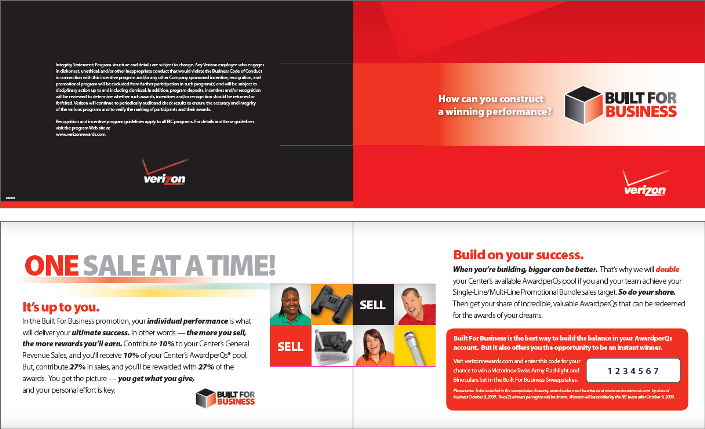 Integrity Statement: Program structure and details are subject to change. Any Verizon employee who engages
in dishonest, unethical, and/or other inappropriate conduct that would violate the Business Code of Conduct
in connection with this incentive program and/or any other Company sponsored incentive, recognition, and
promotional program will be excluded from further participation in such program(s) and will be subject to
disciplinary action up to and including dismissal. In addition, program deposits, incentives and/or recognition
will be reviewed to determine whether such awards, incentives and/or recognition should be returned or
forfeited. Verizon will continue to periodically audit and check results to ensure the accuracy and integrity
of the various programs and to verify the ranking of participants and their awards.
Recognition and incentive program guidelines apply to all programs. For details and these guidelines
visit the program Web site at
www.verizonrewards.com.
verizon
How can you construct
a winning performance?
BUILT FOR
BUSINESS
verizon
ONE SALE AT A TIME!
It's up to you.
In the Built For Business promotion, your individual performance is what
will deliver your ultimate success. In other words — the more you sell,
the more rewards you'll earn. Contribute 10% to your Center's General
Revenue Sales, and you'll receive 10% of your Center's AwardperQs® pool.
But, contribute 27% in sales, and you'll be rewarded with 27% of the
awards. You get the picture — you get what you give,
and your personal effort is key.
BUILT FOR
BUSINESS
SELL
SELL
Build on your success.
When you're building, bigger can be better. That's why we will double
your Center's available AwardperQs pool if you and your team achieve your
Single-Line/Multi-Line Promotional Bundle sales target. So do your share.
Then get your share of incredible, valuable AwardperQs that can be redeemed
for the awards of your dreams.
Built For Business is the best way to build the balance in your AwardperQs
account. But it also offers you the opportunity to be an instant winner.
Visit verizonrewards.com and enter this code for your
chance to win a Victorinox Swiss Army Flashlight and
Binoculars Set in the Built For Business Sweepstakes.
1 2 3 4 5 6 7